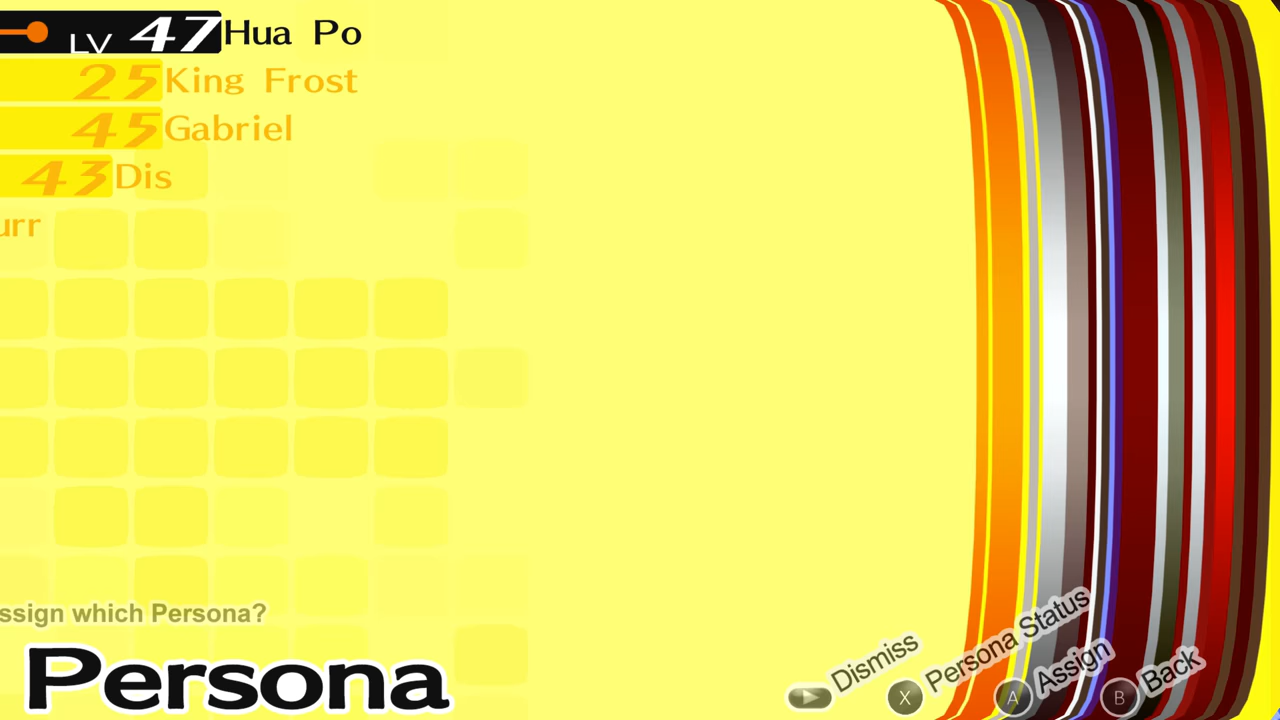 LV 47 Hua Po
25 King Frost
45 Gabriel
43 Dis
urr
ssign which Persona?
Persona
Dismiss
X Persona Status
A Assign
B Back